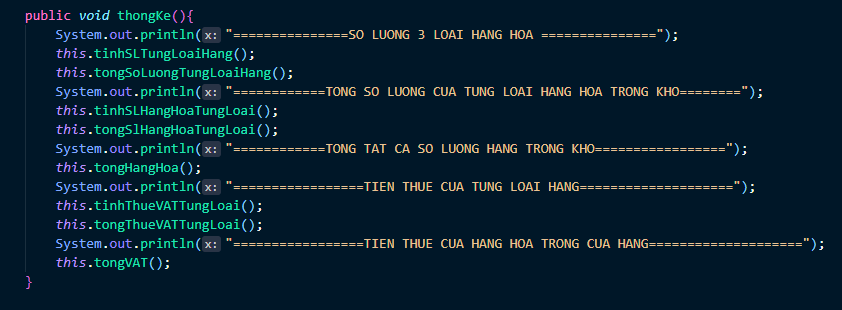 public void thongKe(){
System.out.println(x: "===============SO LUONG 3 LOAI HANG HOA ===============");
this.tinhSLTungLoaiHang();
this.tongSoLuongTungLoaiHang();
System.out.println(x: "============TONG SO LUONG CUA TUNG LOAI HANG HOA TRONG KHO========");
this.tinhSLHangHoaTungLoai();
this.tongSlHangHoaTungLoai();
System.out.println(x: "============TONG TAT CA SO LUONG HANG TRONG KHO=================");
this.tongHangHoa();
System.out.println(x: "=================TIEN THUE CUA TUNG LOAI HANG====================");
this.tinhThueVATTungLoai();
this.tongThueVATTungLoai();
System.out.println(x: "=================TIEN THUE CUA HANG HOA TRONG CUA HANG====================");
this.tongVAT();
}